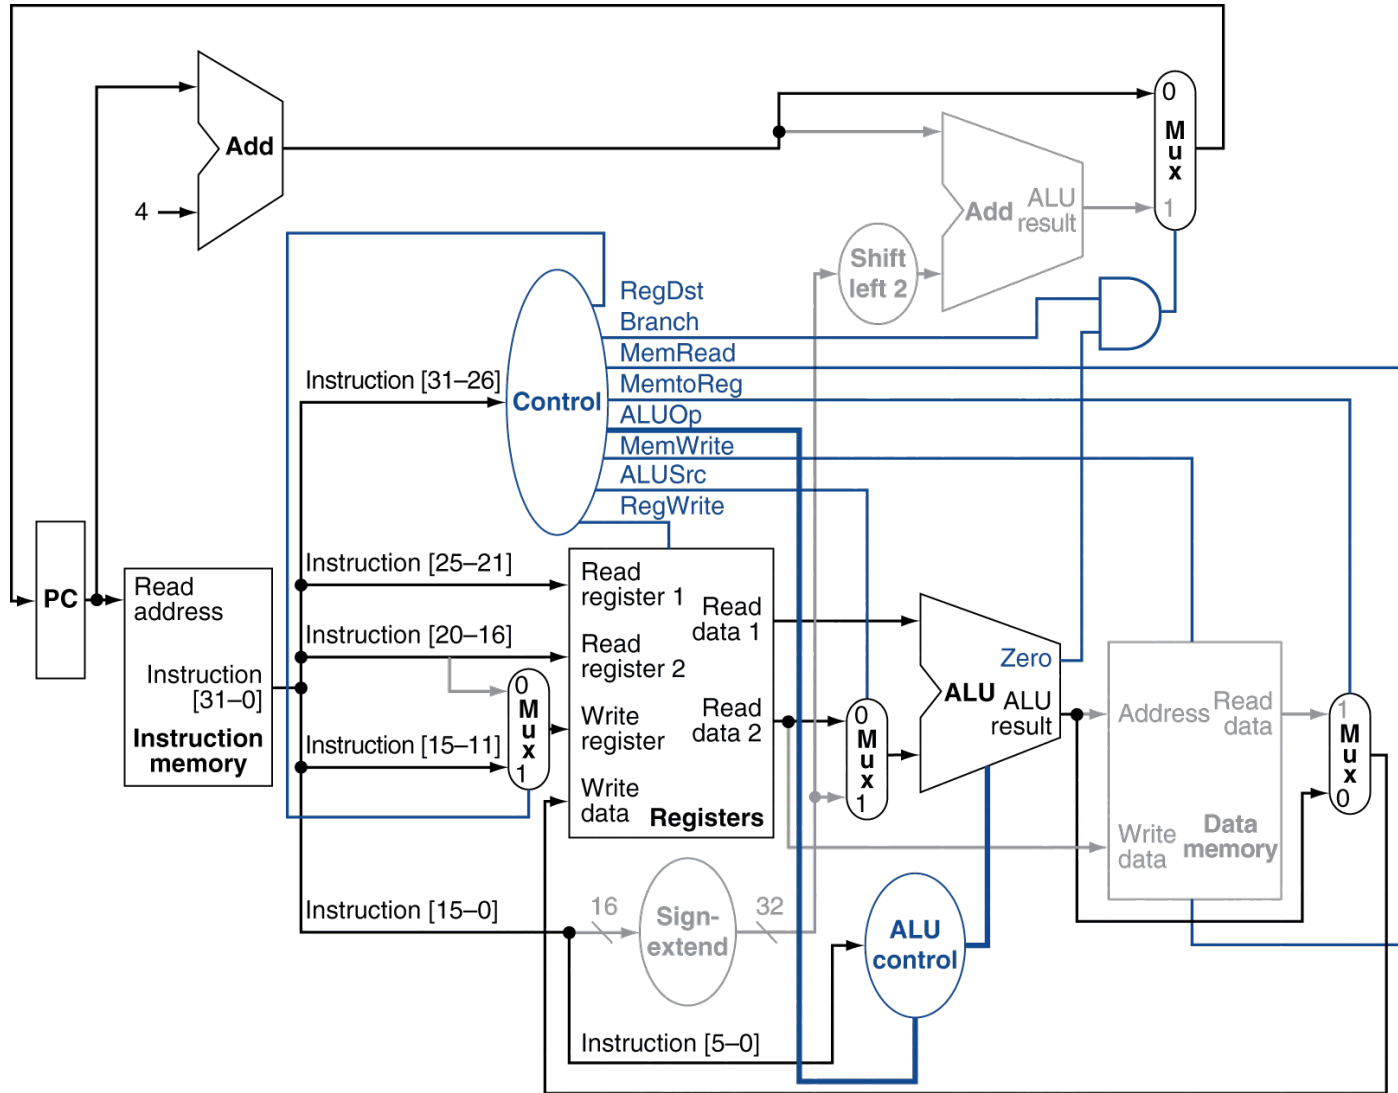 0
M
u
x
1
Add
4
Add
ALU
result
Shift
left 2
RegDst
Branch
MemRead
MemtoReg
ALUOp
MemWrite
ALUSrc
RegWrite
Instruction [31–26]
Control
PC
Read
address
Instruction
[31–0]
Instruction
memory
Instruction [25–21]
Instruction [20–16]
Instruction [15–11]
0
M
u
x
1
Read
register 1
Read
register 2
Write
register
Write
data
Read
data 1
Read
data 2
Registers
0
M
u
x
1
Zero
ALU
ALU
result
Address
Read
data
Write
data
Data
memory
1
M
u
x
0
Instruction [15–0]
16
Sign-
extend
32
ALU
control
Instruction [5–0]